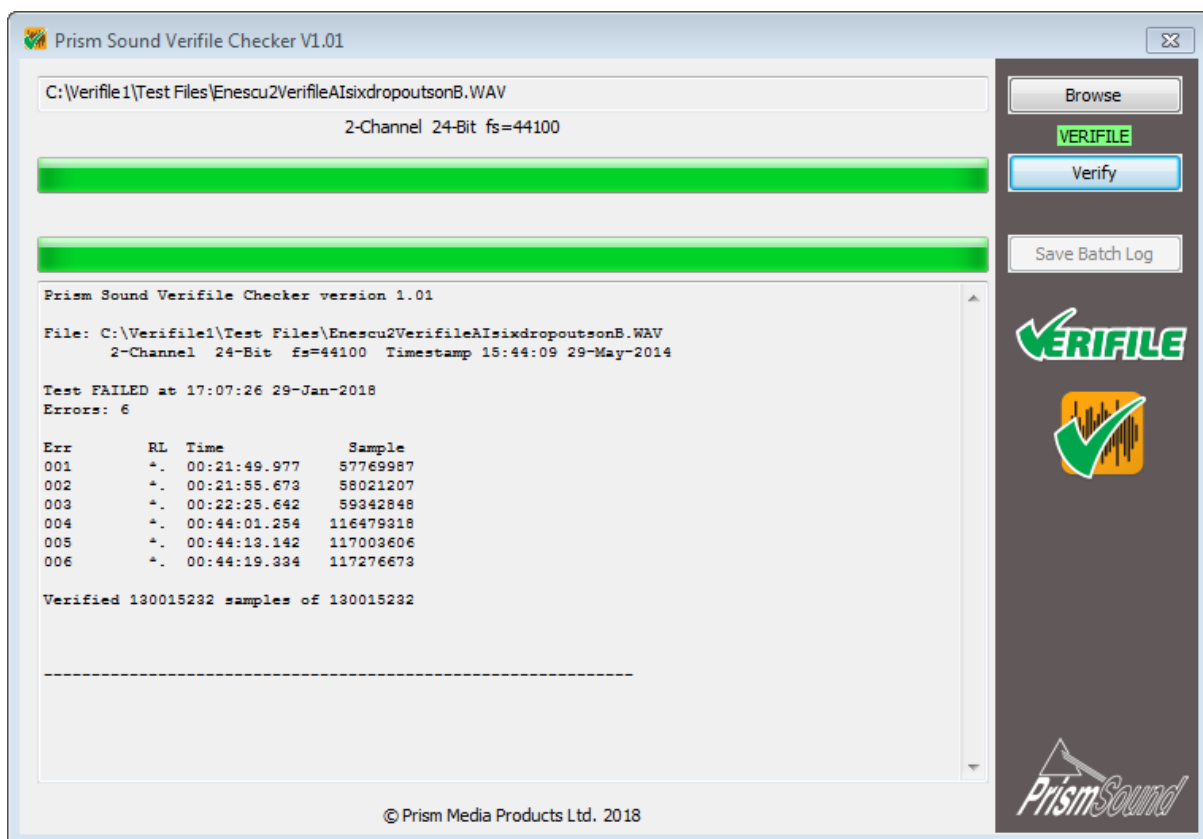 Prism Sound Verifile Checker V1.01
C:\Verifile1\Test Files\Enescu2VerifileAIsixdropoutsonB.WAV
Browse
2-Channel 24-Bit fs=44100
VERIFILE
Verify
Save Batch Log
Prism Sound Verifile Checker version 1.01
File: C:\Verifile1\Test Files\Enescu2VerifileAIsixdropoutsonB.WAV
2-Channel 24-Bit fs=44100 Timestamp 15:44:09 29-May-2014
VERIFILE
Test FAILED at 17:07:26 29-Jan-2018
Errors: 6
Err RL Time Sample
001 *. 00:21:49.977 57769987
002 *. 00:21:55.673 58021207
003 *. 00:22:25.642 59342848
004 *. 00:44:01.254 116479318
005 *. 00:44:13.142 117003606
006 *. 00:44:19.334 117276673
Verified 130015232 samples of 130015232
--------------------------------------------------------------
PrismSound
© Prism Media Products Ltd. 2018